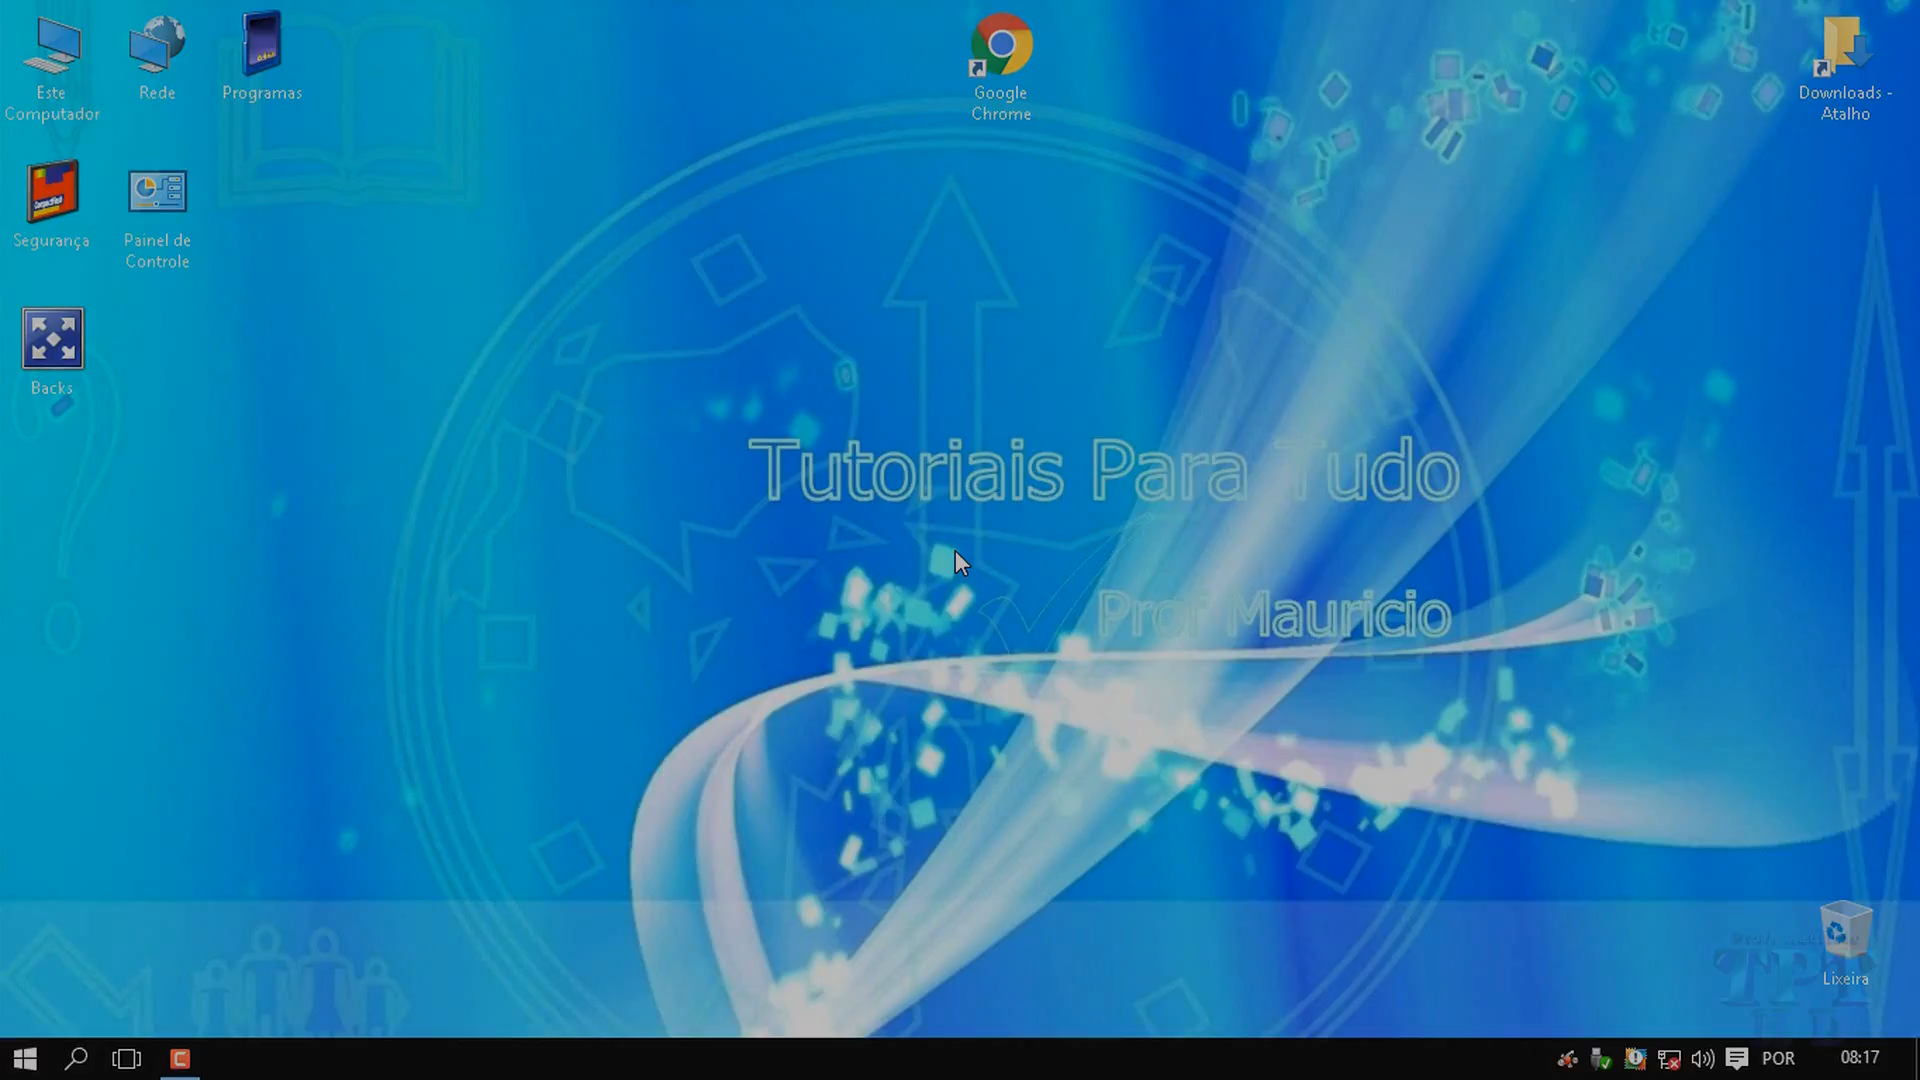 Este
Computador
Rede
Programas
Google
Chrome
Downloads -
Atalho
Segurança
Painel de
Controle
Backs
Tutoriais Para Tudo
Prof Mauricio
TPT
Lixeira
POR
08:17